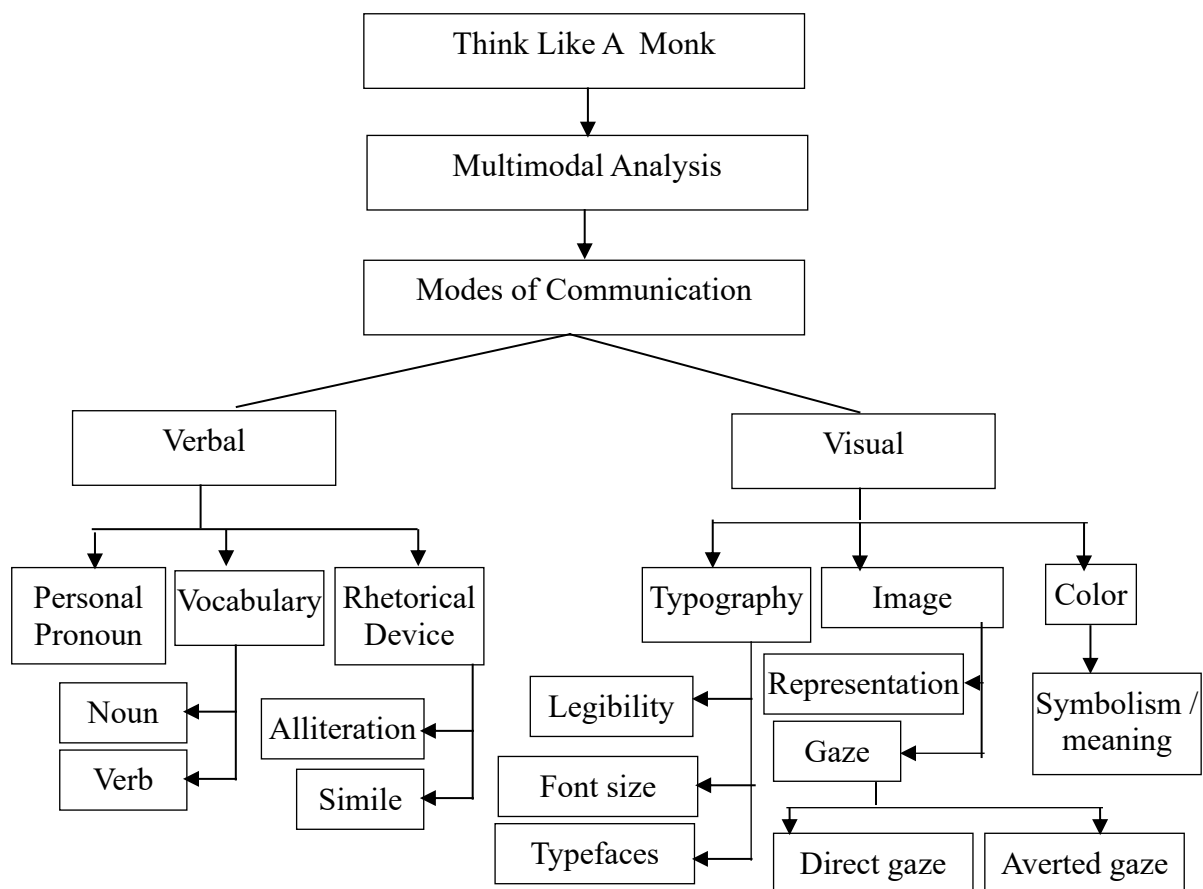 Think Like A Monk
Multimodal Analysis
Modes of Communication
Verbal
Visual
Personal
Pronoun
Vocabulary
Rhetorical
Device
Typography
Image
Color
Noun
Verb
Alliteration
Simile
Legibility
Font size
Typefaces
Representation
Gaze
Direct gaze
Averted gaze
Symbolism /
meaning